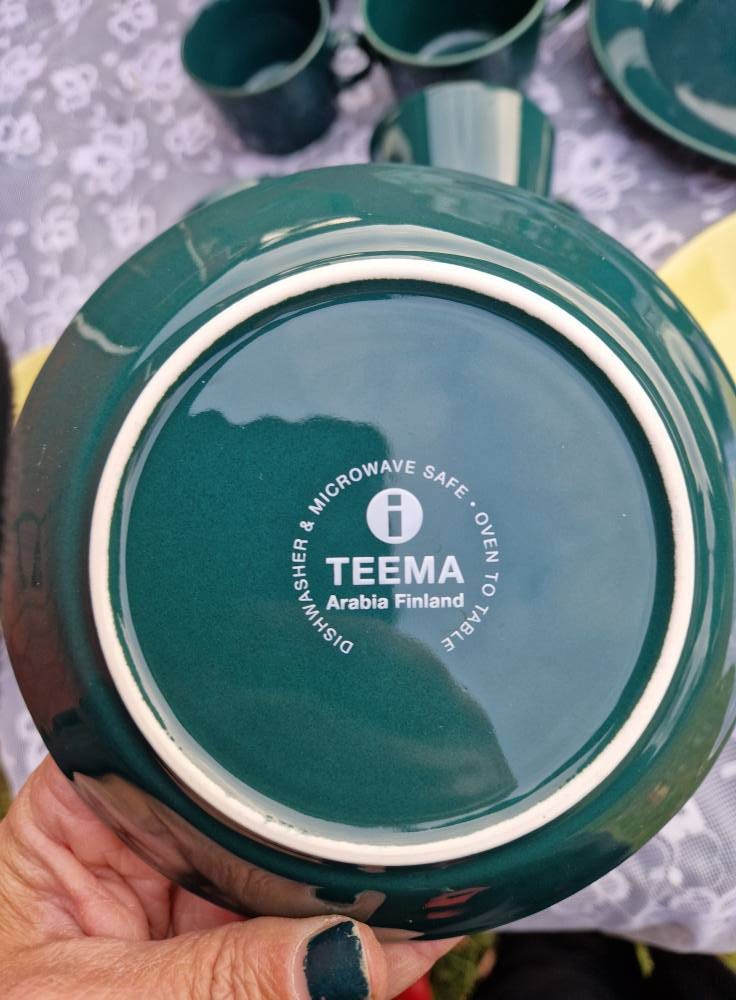 DISHWASHER & MICROWAVE SAFE • OVEN TO TABLE
i
TEEMA
Arabia Finland